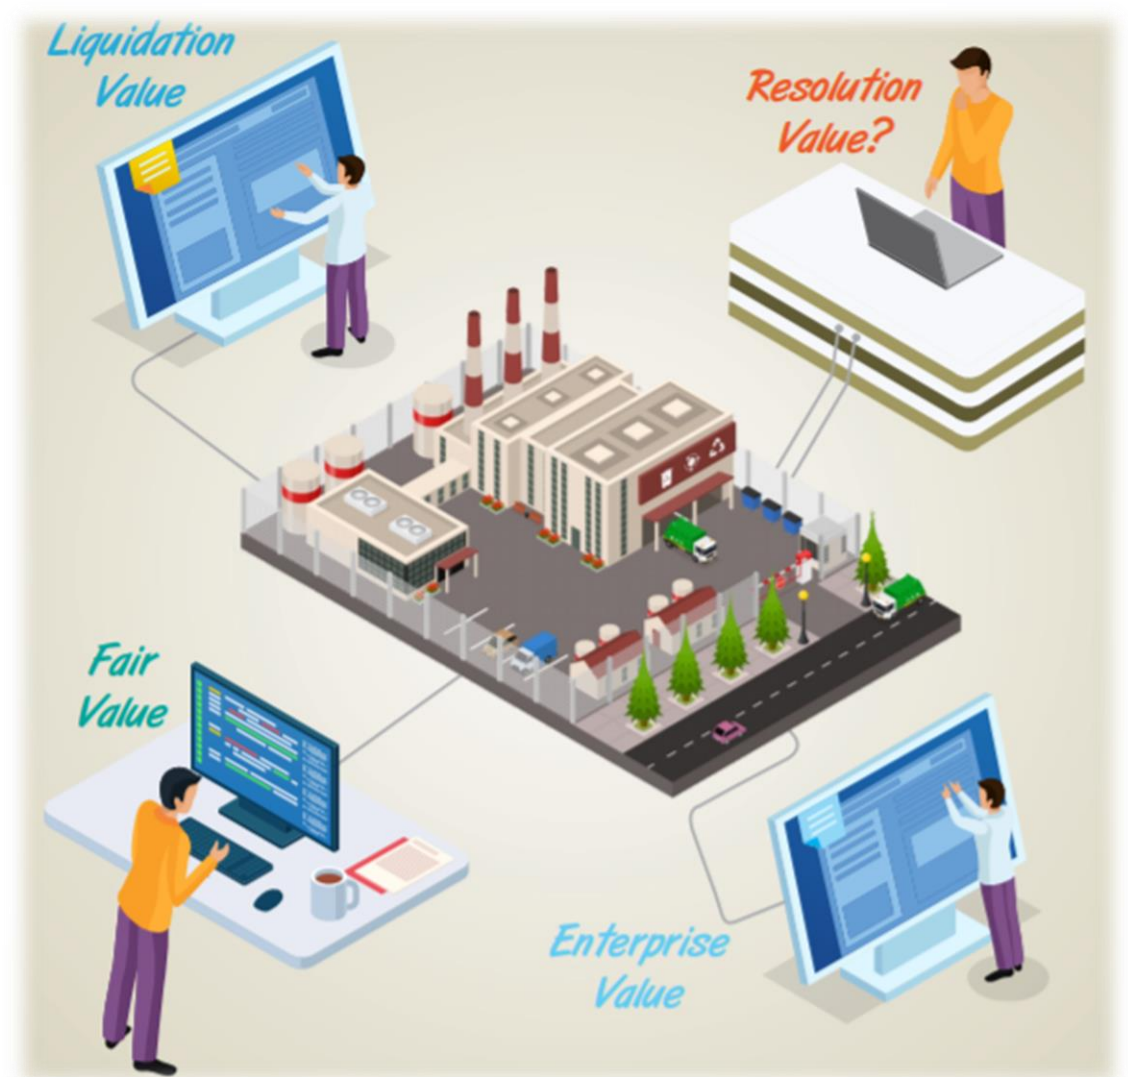 Liquidation
Value
Resolution
Value?
Fair
Value
Enterprise
Value